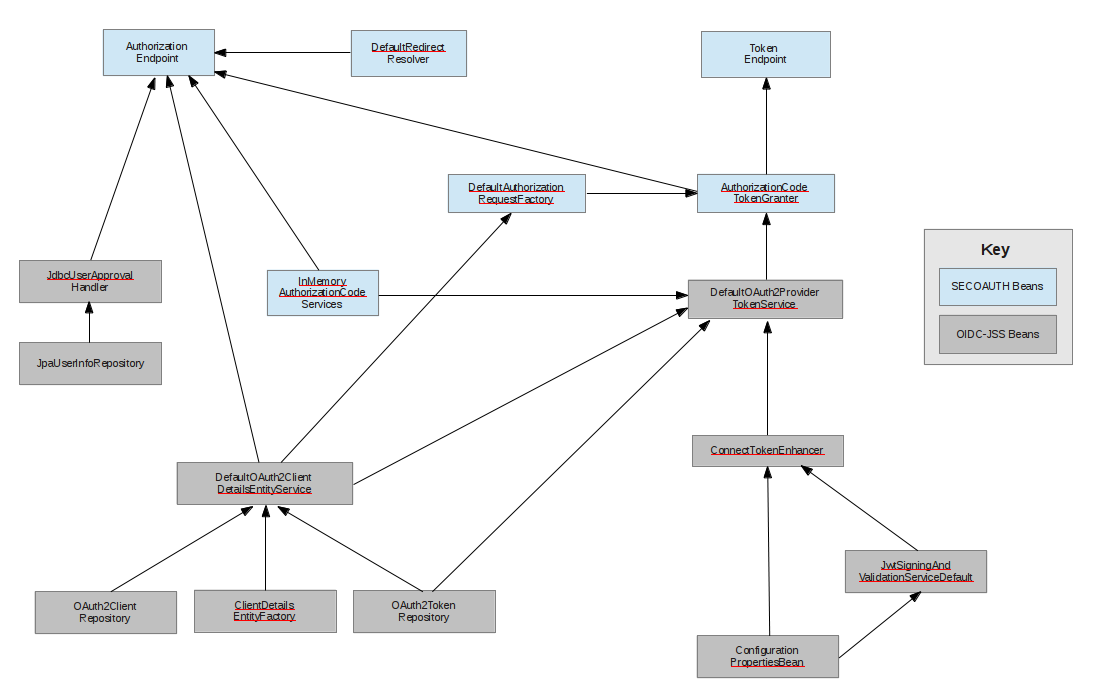 Authorization
Endpoint
DefaultRedirect
Resolver
Token
Endpoint
DefaultAuthorization
RequestFactory
AuthorizationCode
TokenGranter
Key
SECOAUTH Beans
OIDC-JSS Beans
JdbcUserApproval
Handler
InMemory
AuthorizationCode
Services
DefaultOAuth2Provider
TokenService
JpaUserInfoRepository
ConnectTokenEnhancer
DefaultOAuth2Client
DetailsEntityService
JwtSigningAnd
ValidationServiceDefault
OAuth2Client
Repository
ClientDetails
EntityFactory
OAuth2Token
Repository
Configuration
PropertiesBean